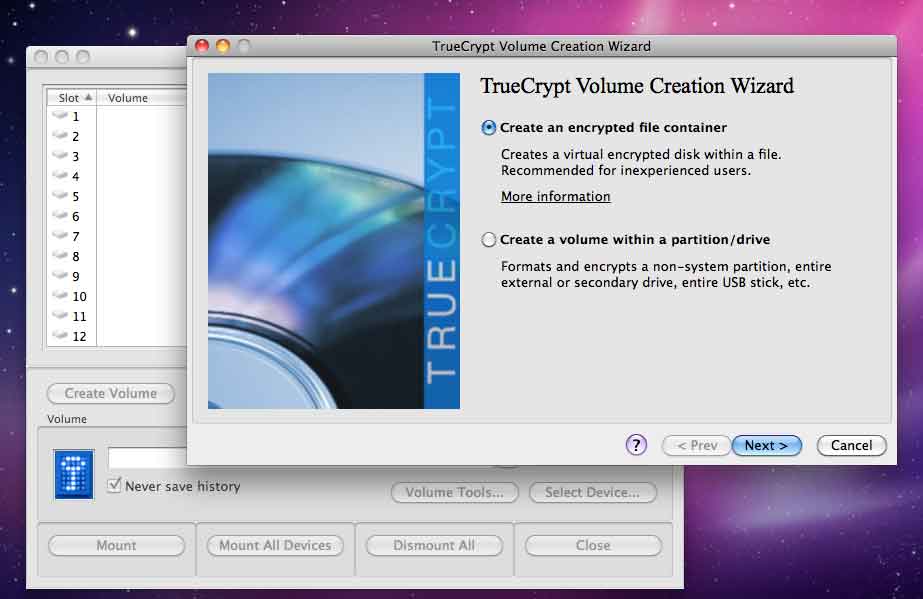 TrueCrypt Volume Creation Wizard
Slot Volume
1
2
3
4
5
6
7
8
9
10
11
12
TRUECRYPT
TrueCrypt Volume Creation Wizard
Create an encrypted file container
Creates a virtual encrypted disk within a file.
Recommended for inexperienced users.
More information
Create a volume within a partition/drive
Formats and encrypts a non-system partition, entire
external or secondary drive, entire USB stick, etc.
? < Prev Next > Cancel
Create Volume
Volume
Never save history
Volume Tools... Select Device...
Mount Mount All Devices Dismount All Close